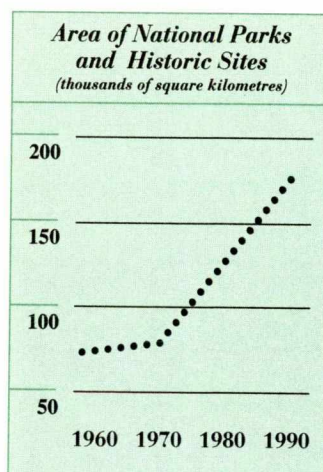 Area of National Parks
and Historic Sites
(thousands of square kilometres)
200
150
100
50
1960 1970 1980 1990